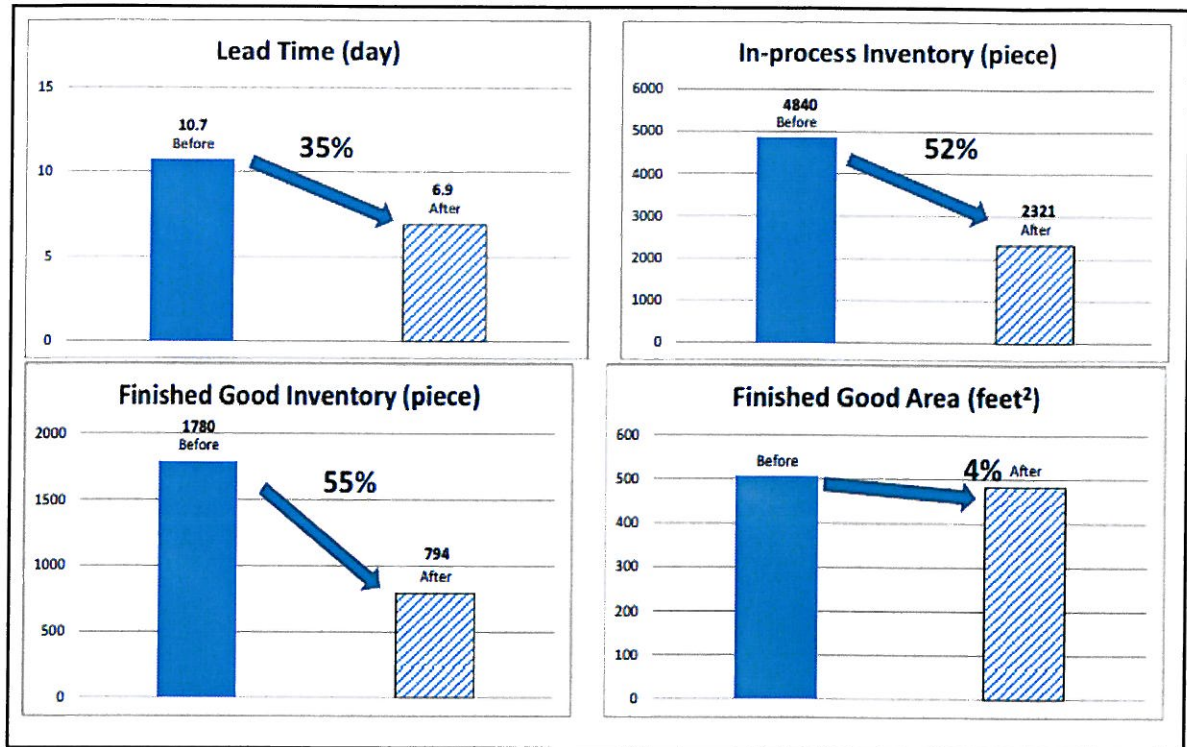 Lead Time (day)
15
10
5
0
10.7
Before
35%
6.9
After
In-process Inventory (piece)
6000
5000
4000
3000
2000
1000
0
4840
Before
52%
2321
After
Finished Good Inventory (piece)
2000
1500
1000
500
0
1780
Before
55%
794
After
Finished Good Area (feet²)
600
500
400
300
200
100
0
Before
4% After